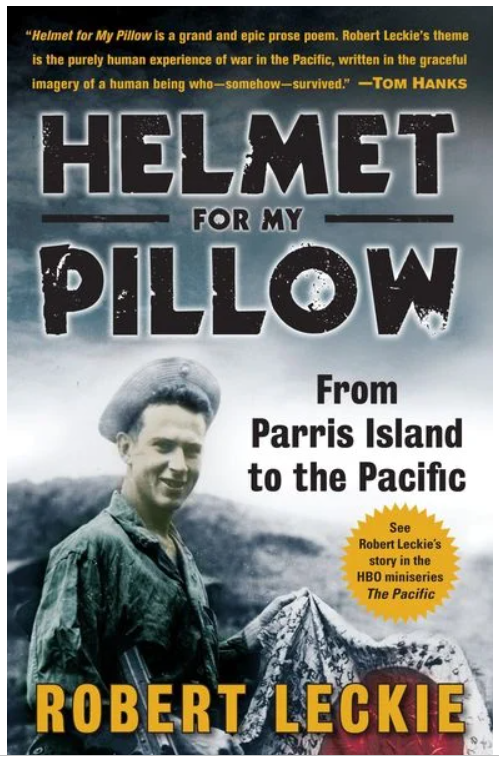 “Helmet for My Pillow is a grand and epic prose poem. Robert Leckie’s theme
is the purely human experience of war in the Pacific, written in the graceful
imagery of a human being who—somehow—survived.” —TOM HANKS
HELMET
FOR MY
PILLOW
From
Parris Island
to the Pacific
See
Robert Leckie’s
story in the
HBO miniseries
The Pacific
ROBERT LECKIE